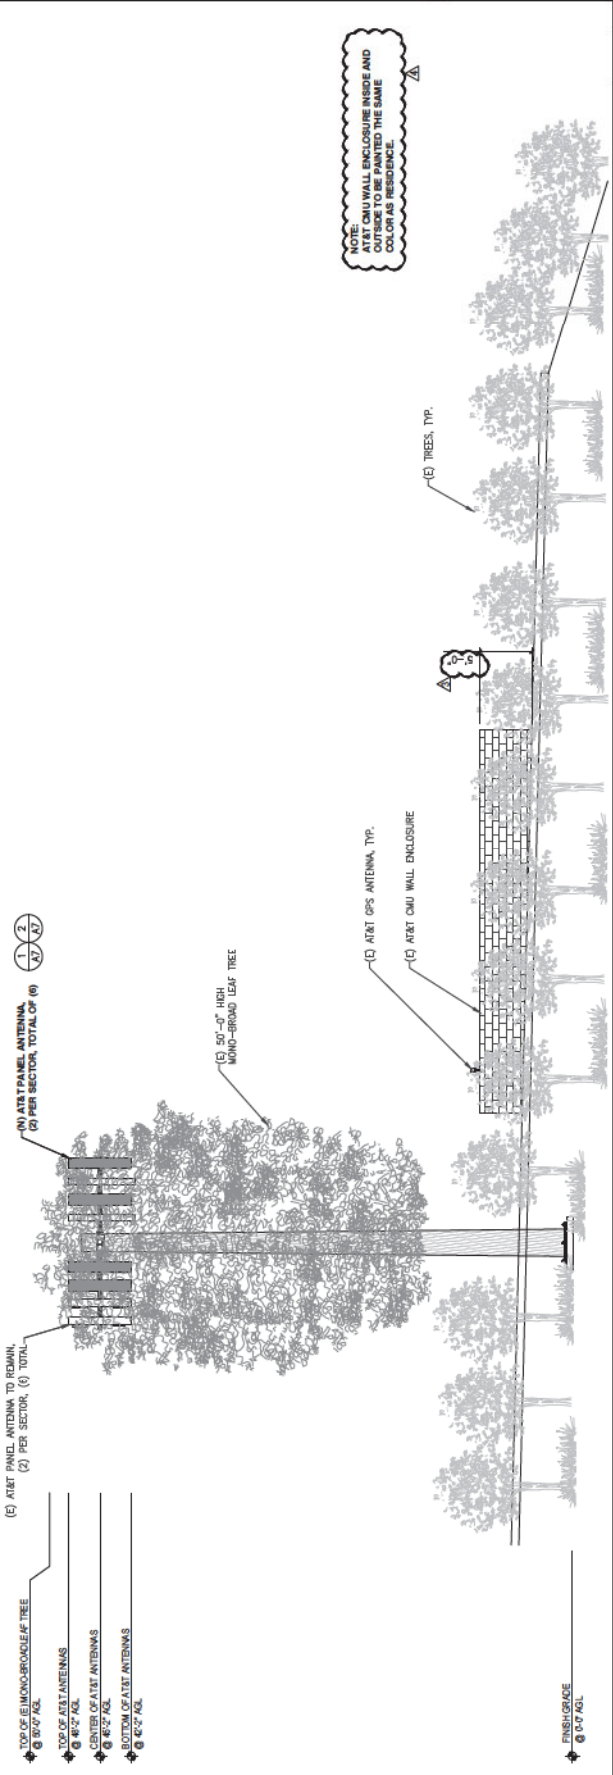 TOP OF (E) MONO-BROADLEAF TREE
@ 50'-0" AGL
TOP OF AT&T ANTENNAS
@ 48'-2" AGL
CENTER OF AT&T ANTENNAS
@ 45'-2" AGL
BOTTOM OF AT&T ANTENNAS
@ 42'-2" AGL
FINISH GRADE
@ 0'-0" AGL
(E) AT&T PANEL ANTENNA TO REMAIN,
(2) PER SECTOR, (6) TOTAL
(N) AT&T PANEL ANTENNA,
(2) PER SECTOR, TOTAL OF (6)
1
A7
2
A7
(E) 50'-0" HIGH
MONO-BROAD LEAF TREE
(E) AT&T GPS ANTENNA, TYP.
(E) AT&T CMU WALL ENCLOSURE
5'-0"
(E) TREES, TYP.
NOTE:
AT&T CMU WALL ENCLOSURE INSIDE AND
OUTSIDE TO BE PAINTED THE SAME
COLOR AS RESIDENCE.
4